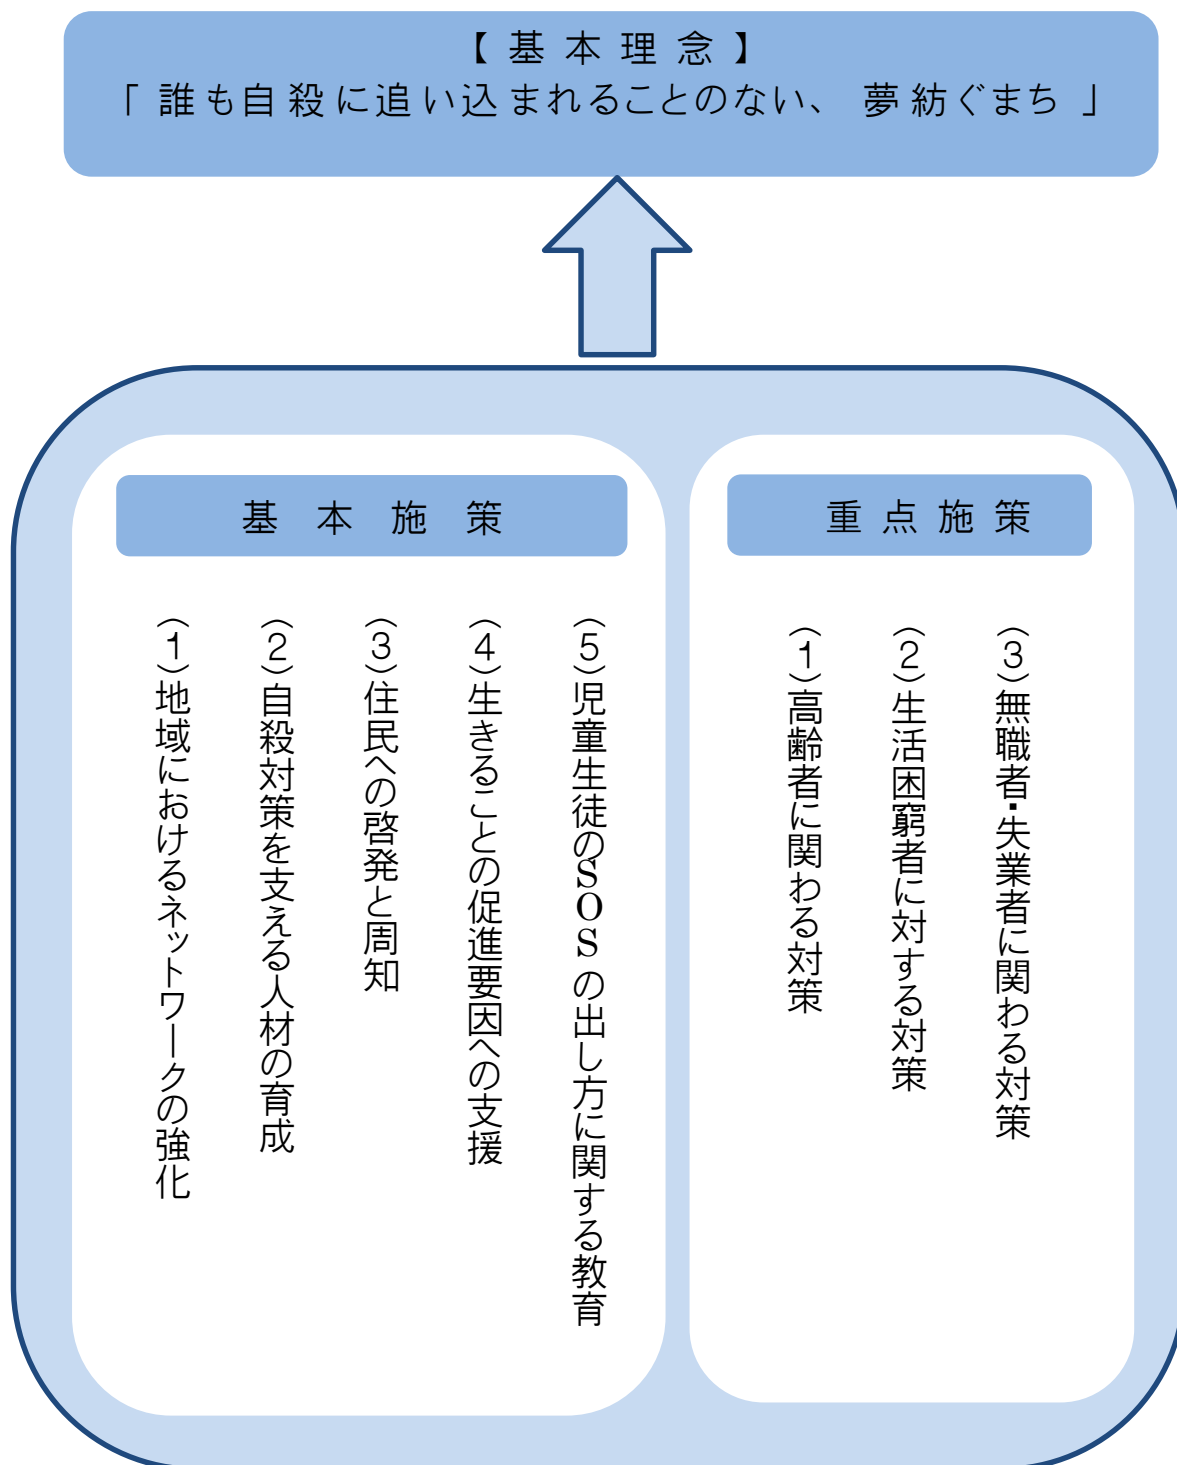 【基本理念】
「誰も自殺に追い込まれることのない、夢紡ぐまち」
基本施策
(1)地域におけるネットワークの強化
(2)自殺対策を支える人材の育成
(3)住民への啓発と周知
(4)生きることの促進要因への支援
(5)児童生徒のSOSの出し方に関する教育
重点施策
(1)高齢者に関わる対策
(2)生活困窮者に対する対策
(3)無職者・失業者に関わる対策